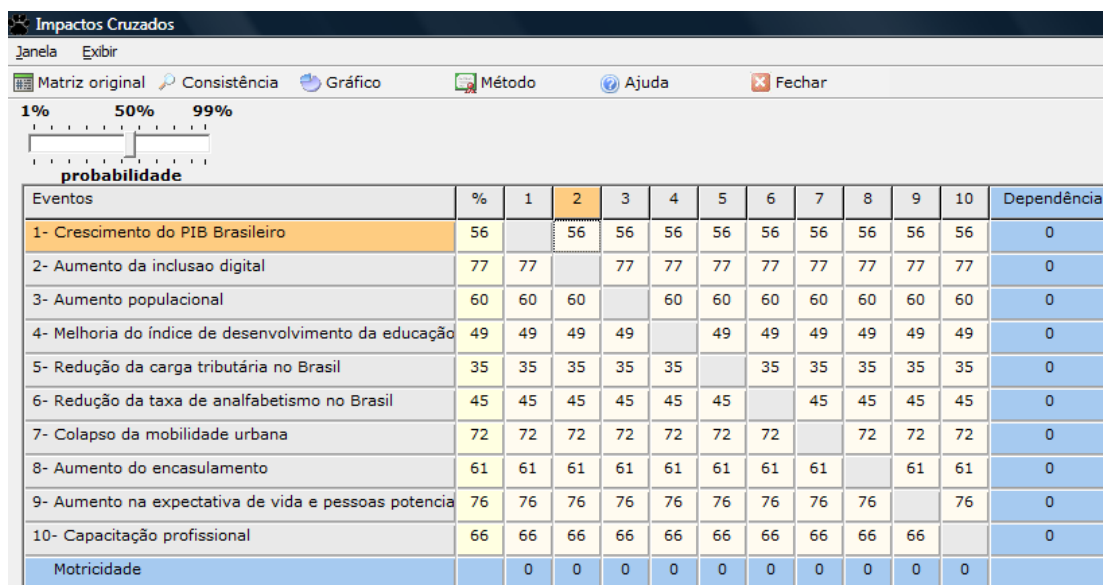 Impactos Cruzados
Janela Exibir
Matriz original Consistência Gráfico Método Ajuda Fechar
1% 50% 99%
probabilidade
Eventos % 1 2 3 4 5 6 7 8 9 10 Dependência
1- Crescimento do PIB Brasileiro 56 56 56 56 56 56 56 56 56 56 0
2- Aumento da inclusao digital 77 77 77 77 77 77 77 77 77 77 0
3- Aumento populacional 60 60 60 60 60 60 60 60 60 60 0
4- Melhoria do índice de desenvolvimento da educação 49 49 49 49 49 49 49 49 49 49 0
5- Redução da carga tributária no Brasil 35 35 35 35 35 35 35 35 35 35 0
6- Redução da taxa de analfabetismo no Brasil 45 45 45 45 45 45 45 45 45 45 0
7- Colapso da mobilidade urbana 72 72 72 72 72 72 72 72 72 72 0
8- Aumento do encasulamento 61 61 61 61 61 61 61 61 61 61 0
9- Aumento na expectativa de vida e pessoas potencia 76 76 76 76 76 76 76 76 76 76 0
10- Capacitação profissional 66 66 66 66 66 66 66 66 66 66 0
Motricidade 0 0 0 0 0 0 0 0 0 0